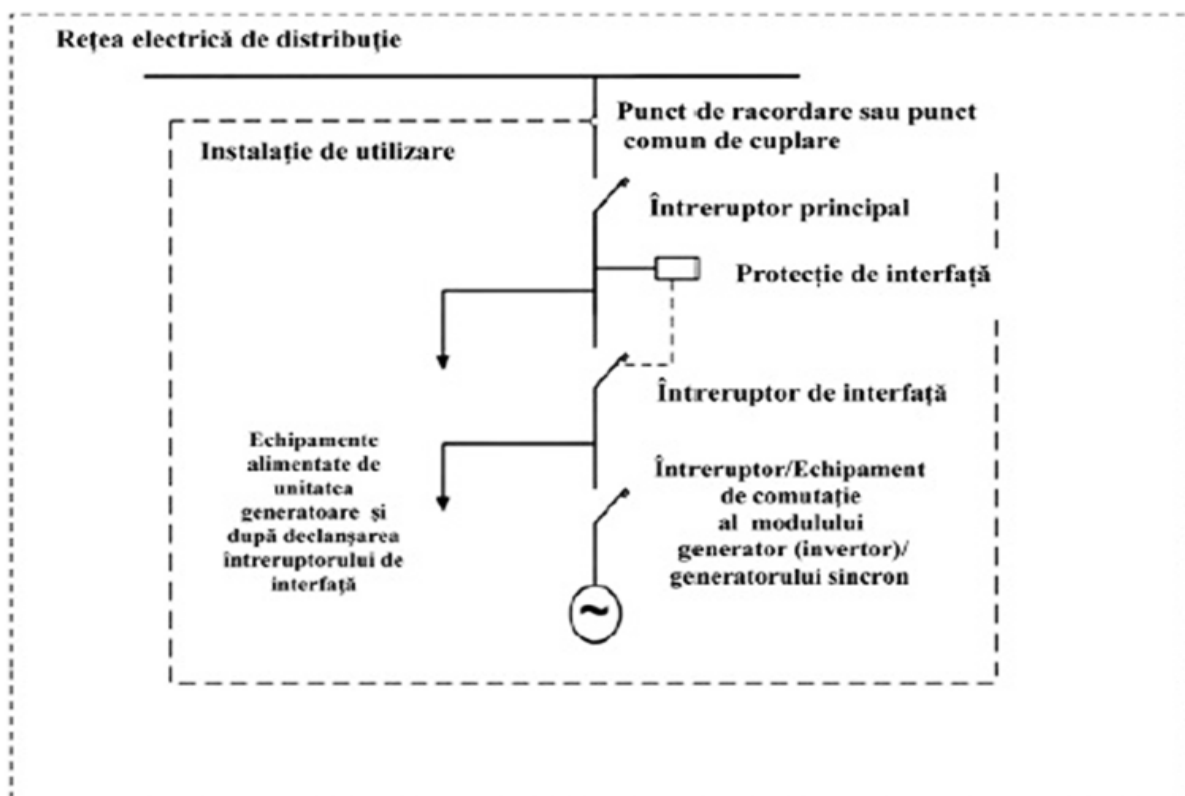 Rețea electrică de distribuție
Punct de racordare sau punct
comun de cuplare
Instalație de utilizare
Întreruptor principal
Protecție de interfață
Întreruptor de interfață
Echipamente
alimentate de
unitatea
generatoare și
după declanșarea
întreruptorului de
interfață
Întreruptor/Echipament
de comutație
al modulului
generator (invertor)/
generatorului sincron
~